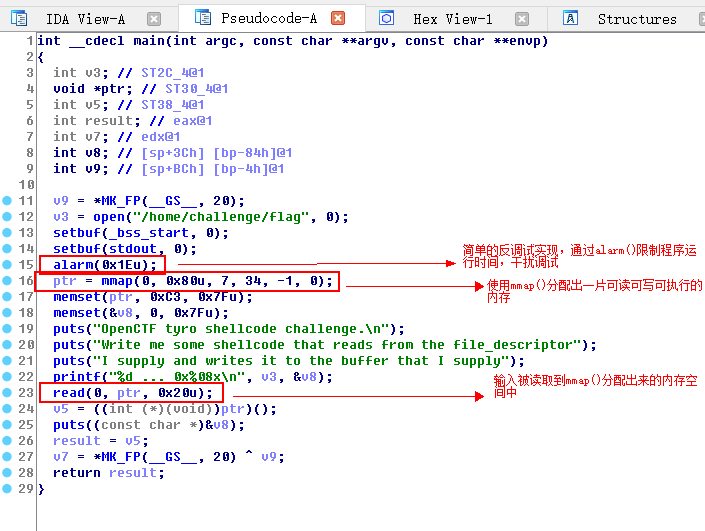 IDA View-A Pseudocode-A Hex View-1 Structures
1 int __cdecl main(int argc, const char **argv, const char **envp)
2 {
3 int v3; // ST2C_4@1
4 void *ptr; // ST30_4@1
5 int v5; // ST38_4@1
6 int result; // eax@1
7 int v7; // edx@1
8 int v8; // [sp+3Ch] [bp-84h]@1
9 int v9; // [sp+BCh] [bp-4h]@1
10
11 v9 = *MK_FP(__GS__, 20);
12 v3 = open("/home/challenge/flag", 0);
13 setbuf(_bss_start, 0);
14 setbuf(stdout, 0);
15 alarm(0x1Eu);
简单的反调试实现，通过alarm()限制程序运
行时间，干扰调试
16 ptr = mmap(0, 0x80u, 7, 34, -1, 0);
使用mmap()分配出一片可读可写可执行的
内存
17 memset(ptr, 0xC3, 0x7Fu);
18 memset(&v8, 0, 0x7Fu);
19 puts("OpenCTF tyro shellcode challenge.\n");
20 puts("Write me some shellcode that reads from the file_descriptor");
21 puts("I supply and writes it to the buffer that I supply");
22 printf("%d ... 0x%08x\n", v3, &v8);
23 read(0, ptr, 0x20u);
输入被读取到mmap()分配出来的内存空
间中
24 v5 = ((int (*)(void))ptr)();
25 puts((const char *)&v8);
26 result = v5;
27 v7 = *MK_FP(__GS__, 20) ^ v9;
28 return result;
29 }